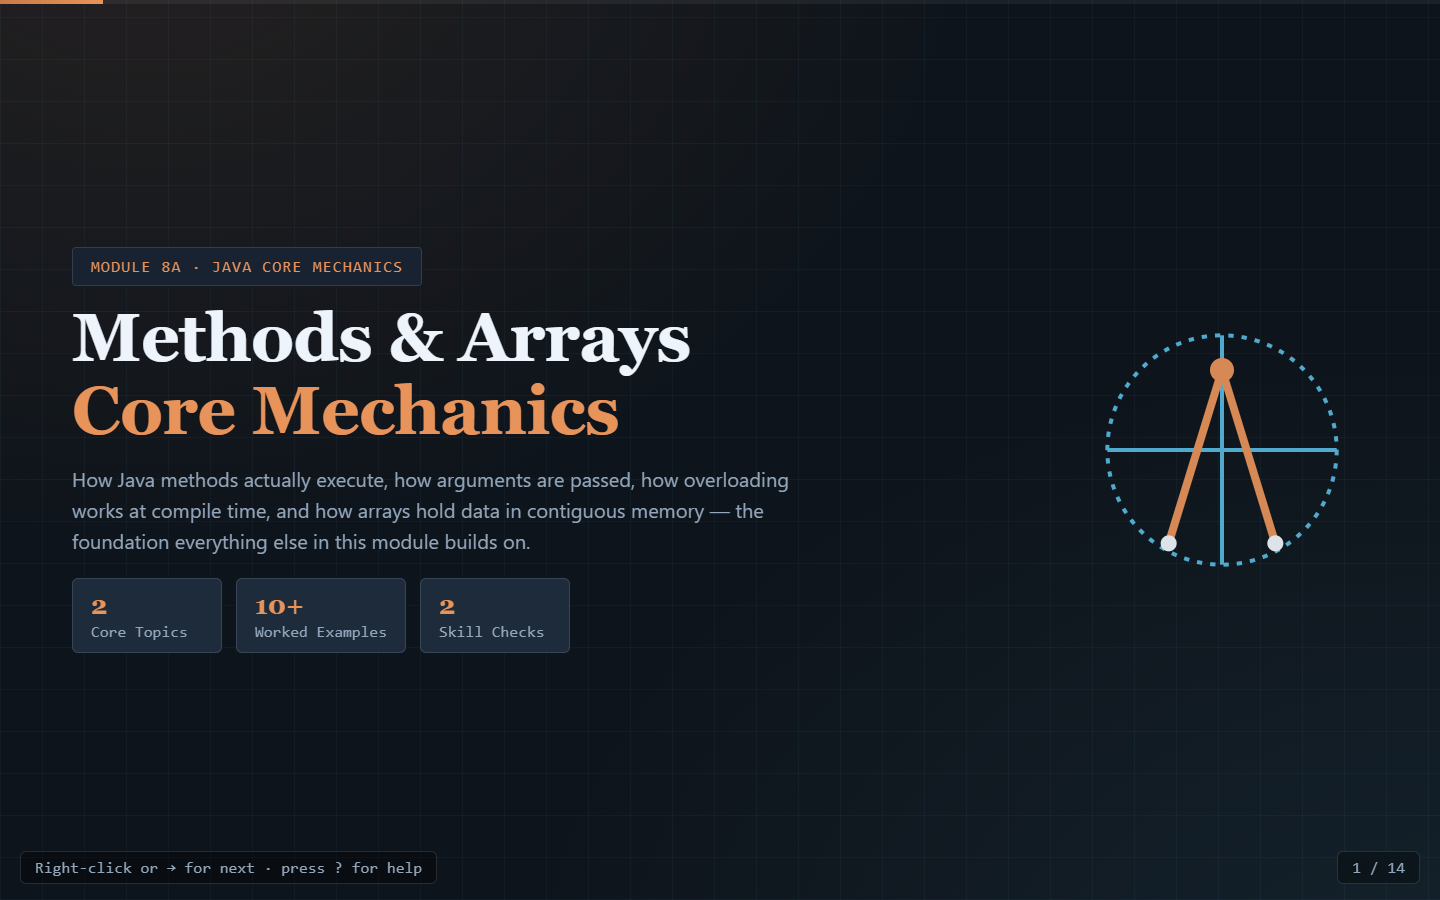 MODULE 8A · JAVA CORE MECHANICS
Methods & Arrays
Core Mechanics
How Java methods actually execute, how arguments are passed, how overloading
works at compile time, and how arrays hold data in contiguous memory — the
foundation everything else in this module builds on.
2
Core Topics
10+
Worked Examples
2
Skill Checks
Right-click or → for next · press ? for help
1 / 14